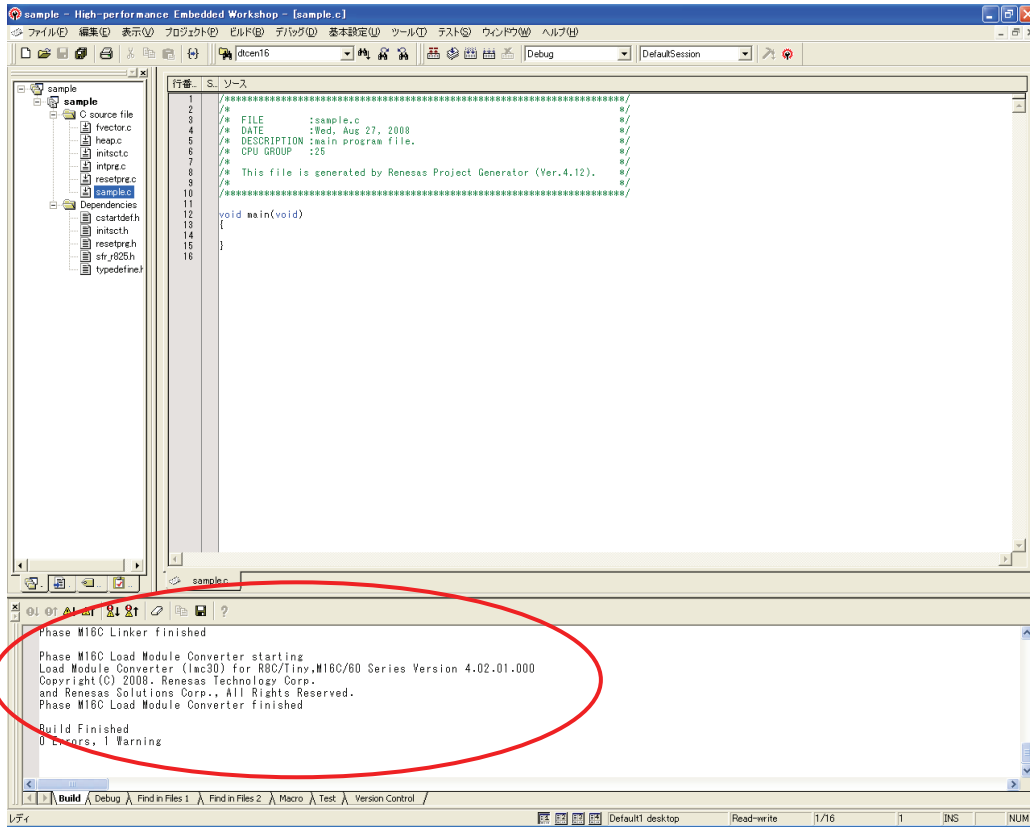 sample - High-performance Embedded Workshop - [sample.c]
ファイル(F) 編集(E) 表示(V) プロジェクト(P) ビルド(B) デバッグ(D) 基本設定(U) ツール(T) テスト(S) ウィンドウ(W) ヘルプ(H)
dtcen16 Debug DefaultSession
sample
sample
C source file
fvector.c
heap.c
initsct.c
intprg.c
resetprg.c
sample.c
Dependencies
cstartdef.h
initsct.h
resetprg.h
sfr_r825.h
typedefine.h
行番.. S.. ソース
1 /***********************************************************************/
2 /* */
3 /* FILE :sample.c */
4 /* DATE :Wed, Aug 27, 2008 */
5 /* DESCRIPTION :main program file. */
6 /* CPU GROUP :25 */
7 /* */
8 /* This file is generated by Renesas Project Generator (Ver.4.12). */
9 /* */
10 /***********************************************************************/
11
12 void main(void)
13 {
14
15 }
16
sample.c
Phase M16C Linker finished
Phase M16C Load Module Converter starting
Load Module Converter (lmc30) for R8C/Tiny,M16C/60 Series Version 4.02.01.000
Copyright(C) 2008. Renesas Technology Corp.
and Renesas Solutions Corp., All Rights Reserved.
Phase M16C Load Module Converter finished
Build Finished
0 Errors, 1 Warning
Build Debug Find in Files 1 Find in Files 2 Macro Test Version Control
レディ Default1 desktop Read-write 1/16 1 INS NUM